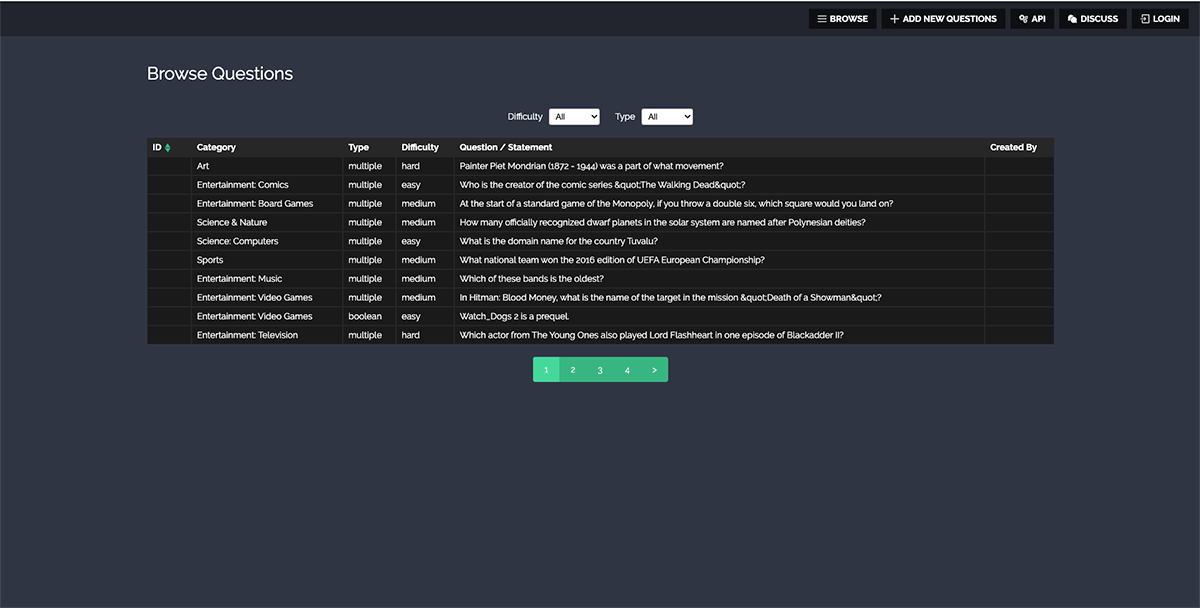 BROWSE ADD NEW QUESTIONS API DISCUSS LOGIN
Browse Questions
Difficulty All Type All
ID Category Type Difficulty Question / Statement Created By
Art multiple hard Painter Piet Mondrian (1872 - 1944) was a part of what movement?
Entertainment: Comics multiple easy Who is the creator of the comic series &quot;The Walking Dead&quot;?
Entertainment: Board Games multiple medium At the start of a standard game of the Monopoly, if you throw a double six, which square would you land on?
Science & Nature multiple medium How many officially recognized dwarf planets in the solar system are named after Polynesian deities?
Science: Computers multiple easy What is the domain name for the country Tuvalu?
Sports multiple medium What national team won the 2016 edition of UEFA European Championship?
Entertainment: Music multiple medium Which of these bands is the oldest?
Entertainment: Video Games multiple medium In Hitman: Blood Money, what is the name of the target in the mission &quot;Death of a Showman&quot;?
Entertainment: Video Games boolean easy Watch_Dogs 2 is a prequel.
Entertainment: Television multiple hard Which actor from The Young Ones also played Lord Flashheart in one episode of Blackadder II?
1 2 3 4 >